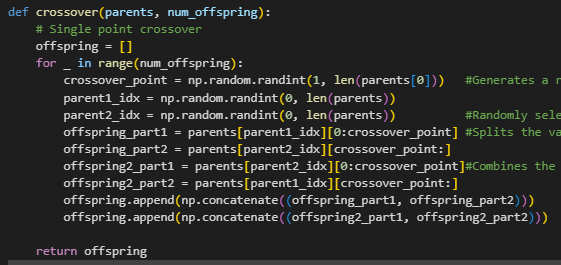 def crossover(parents, num_offspring):
    # Single point crossover
    offspring = []
    for _ in range(num_offspring):
        crossover_point = np.random.randint(1, len(parents[0]))   #Generates a
        parent1_idx = np.random.randint(0, len(parents))
        parent2_idx = np.random.randint(0, len(parents))          #Randomly
        offspring_part1 = parents[parent1_idx][0:crossover_point] #Splits the
        offspring_part2 = parents[parent2_idx][crossover_point:]
        offspring2_part1 = parents[parent2_idx][0:crossover_point]#Combines the
        offspring2_part2 = parents[parent1_idx][crossover_point:]
        offspring.append(np.concatenate((offspring_part1, offspring_part2)))
        offspring.append(np.concatenate((offspring2_part1, offspring2_part2)))
    return offspring